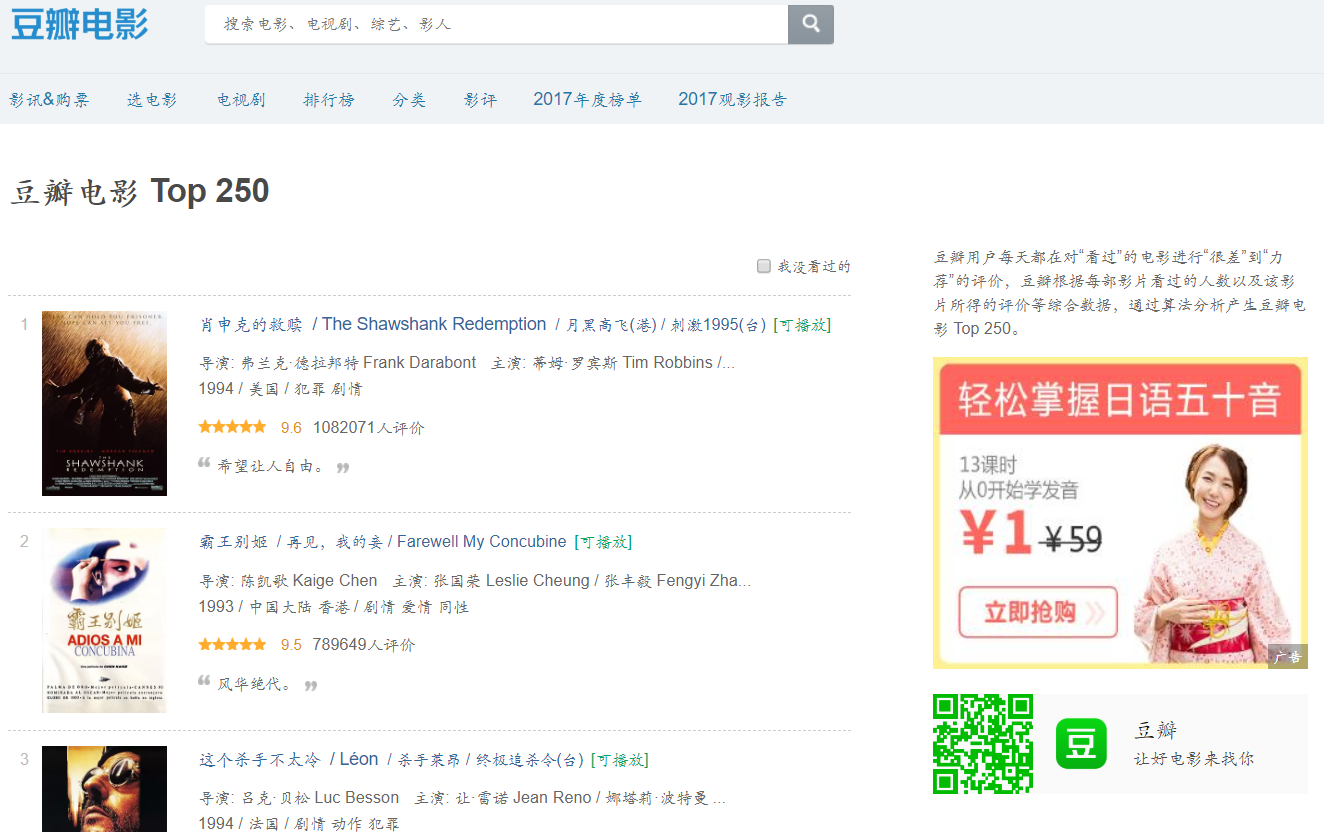 豆瓣电影
搜索电影、电视剧、综艺、影人
影讯&购票 选电影 电视剧 排行榜 分类 影评 2017年度榜单 2017观影报告
豆瓣电影 Top 250
我没看过的
1
肖申克的救赎 / The Shawshank Redemption / 月黑高飞(港) / 刺激1995(台) [可播放]
导演: 弗兰克·德拉邦特 Frank Darabont 主演: 蒂姆·罗宾斯 Tim Robbins /...
1994 / 美国 / 犯罪 剧情
9.6 1082071人评价
希望让人自由。
THE
SHAWSHANK
REDEMPTION
2
霸王别姬 / 再见，我的妾 / Farewell My Concubine [可播放]
导演: 陈凯歌 Kaige Chen 主演: 张国荣 Leslie Cheung / 张丰毅 Fengyi Zha...
1993 / 中国大陆 香港 / 剧情 爱情 同性
9.5 789649人评价
风华绝代。
霸王别姬
ADIOS A MI
CONCUBINA
3
这个杀手不太冷 / Léon / 杀手莱昂 / 终极追杀令(台) [可播放]
导演: 吕克·贝松 Luc Besson 主演: 让·雷诺 Jean Reno / 娜塔莉·波特曼 ...
1994 / 法国 / 剧情 动作 犯罪
豆瓣用户每天都在对“看过”的电影进行“很差”到“力
荐”的评价，豆瓣根据每部影片看过的人数以及该影
片所得的评价等综合数据，通过算法分析产生豆瓣电
影 Top 250。
轻松掌握日语五十音
13课时
从0开始学发音
¥1 ¥59
立即抢购
广告
豆
豆瓣
让好电影来找你